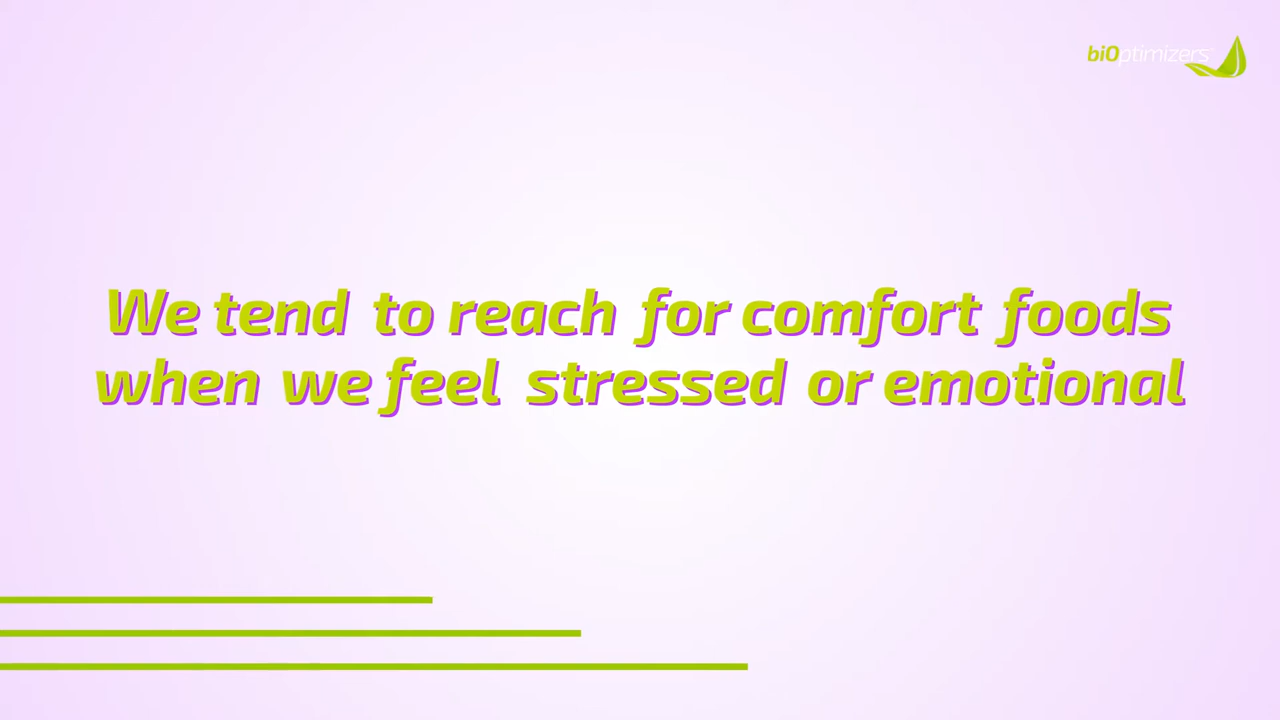 biOptimizers
We tend to reach for comfort foods
when we feel stressed or emotional